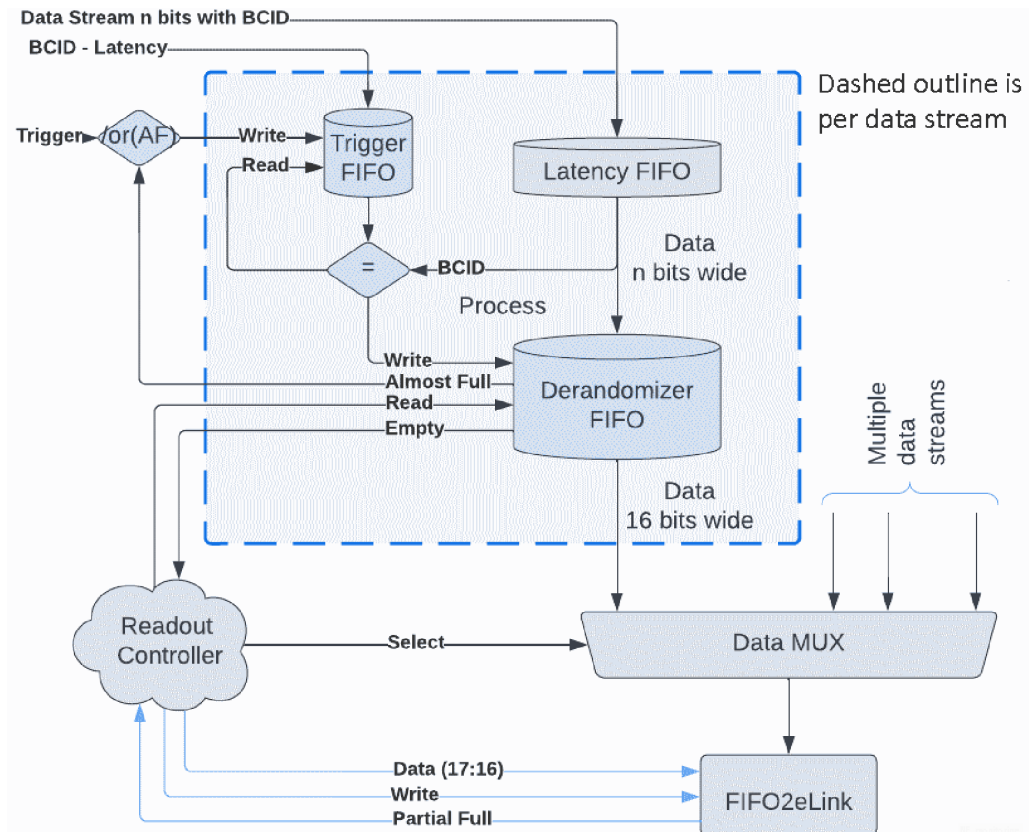 Data Stream n bits with BCID
BCID - Latency
Dashed outline is
per data stream
Trigger
/or(AF)
Write
Read
Trigger
FIFO
Latency FIFO
=
BCID
Data
n bits wide
Process
Write
Almost Full
Read
Empty
Derandomizer
FIFO
Multiple
data
streams
Data
16 bits wide
Readout
Controller
Select
Data MUX
Data (17:16)
Write
Partial Full
FIFO2eLink